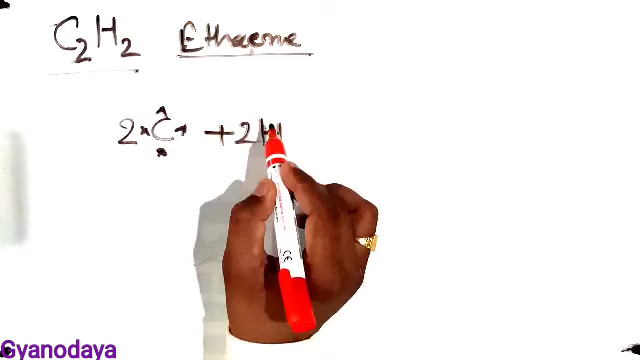 C₂H₂ Ethaene
2 C + 2H
Gyanodaya